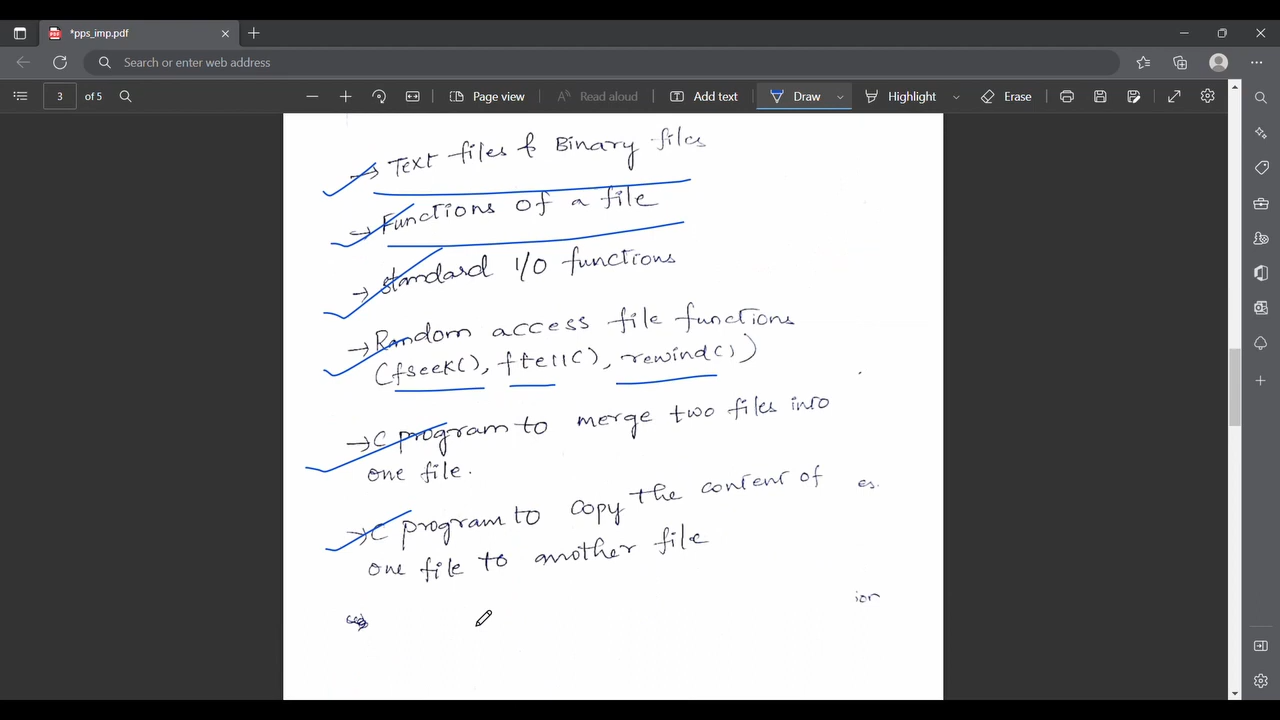 *pps_imp.pdf
Search or enter web address
3 of 5
Page view
Read aloud
Add text
Draw
Highlight
Erase
→ Text files & Binary files
→ Functions of a file
→ Standard I/O functions
→ Random access file functions
(fseek(), ftell(), rewind())
→ C program to merge two files into
one file.
→ C program to copy the content of
one file to another file
es.
ion